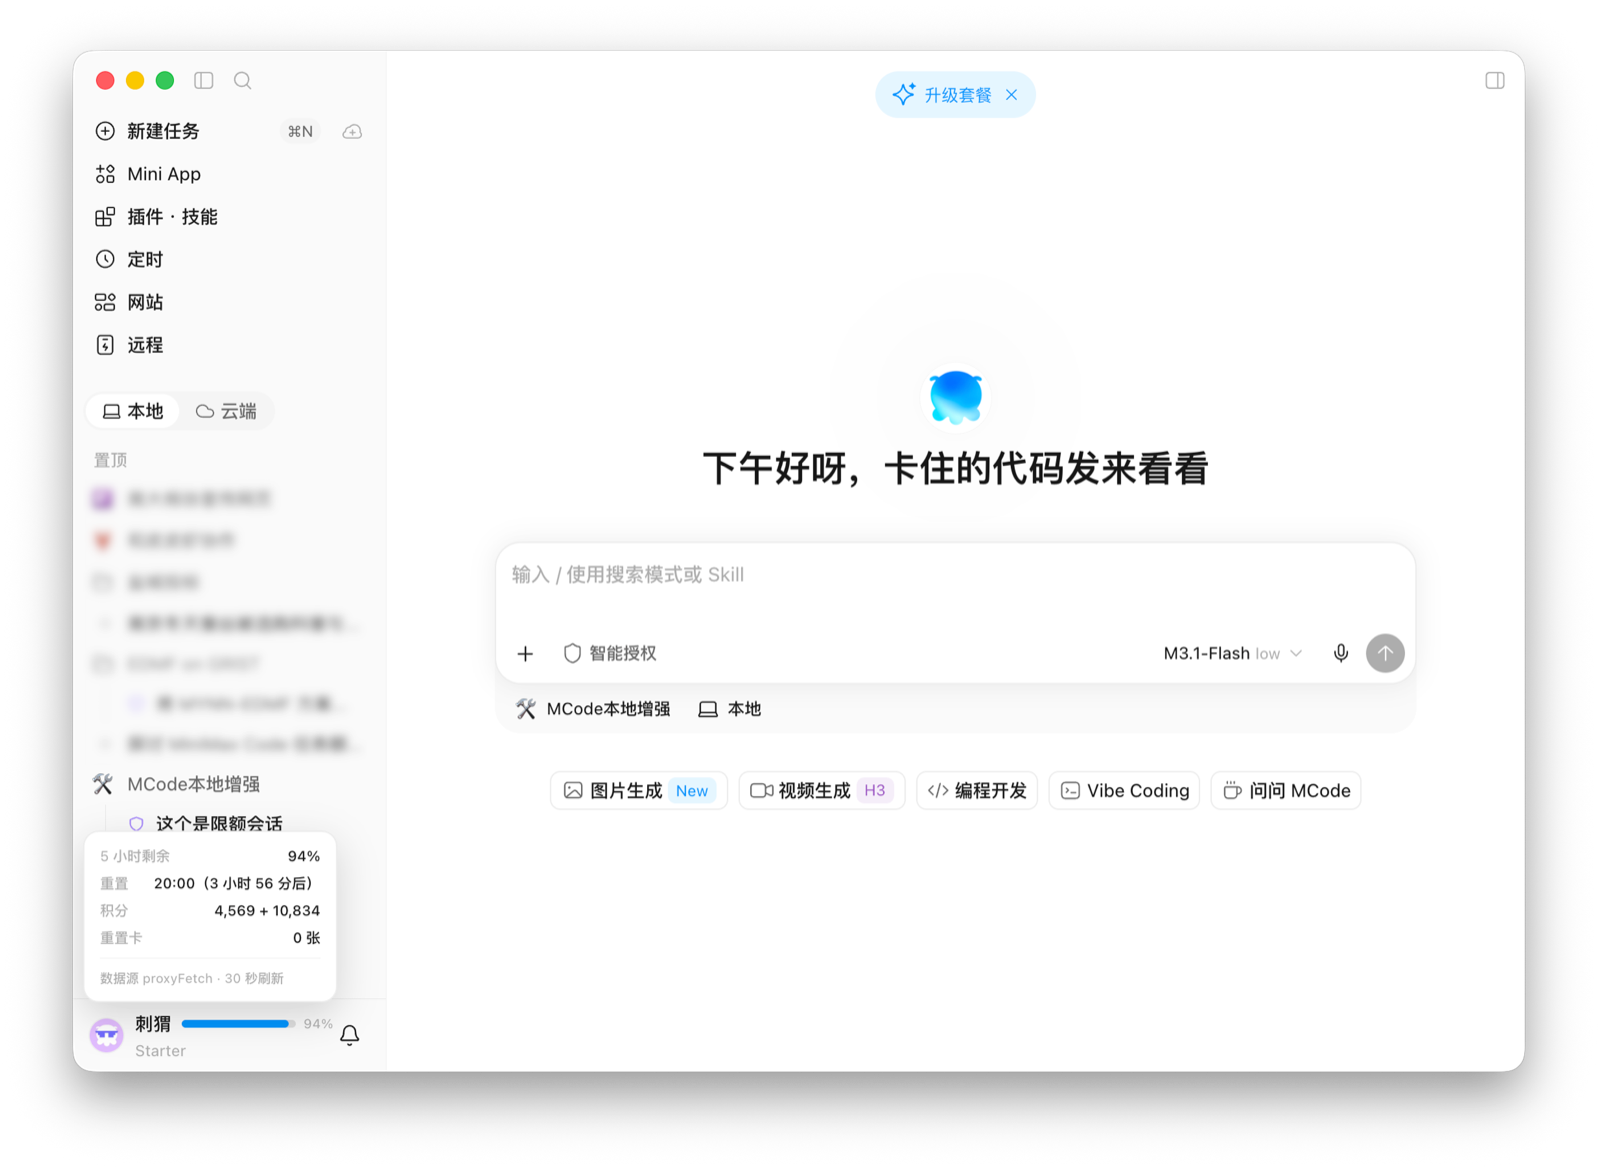 新建任务 ⌘N
Mini App
插件 · 技能
定时
网站
远程
本地 云端
置顶
MCode本地增强
这个是限额会话
5 小时剩余 94%
重置 20:00（3 小时 56 分后）
积分 4,569 + 10,834
重置卡 0 张
数据源 proxyFetch · 30 秒刷新
刺猬 94%
Starter
升级套餐
下午好呀，卡住的代码发来看看
输入 / 使用搜索模式或 Skill
智能授权 M3.1-Flash low
MCode本地增强 本地
图片生成 New 视频生成 H3 编程开发 Vibe Coding 问问 MCode